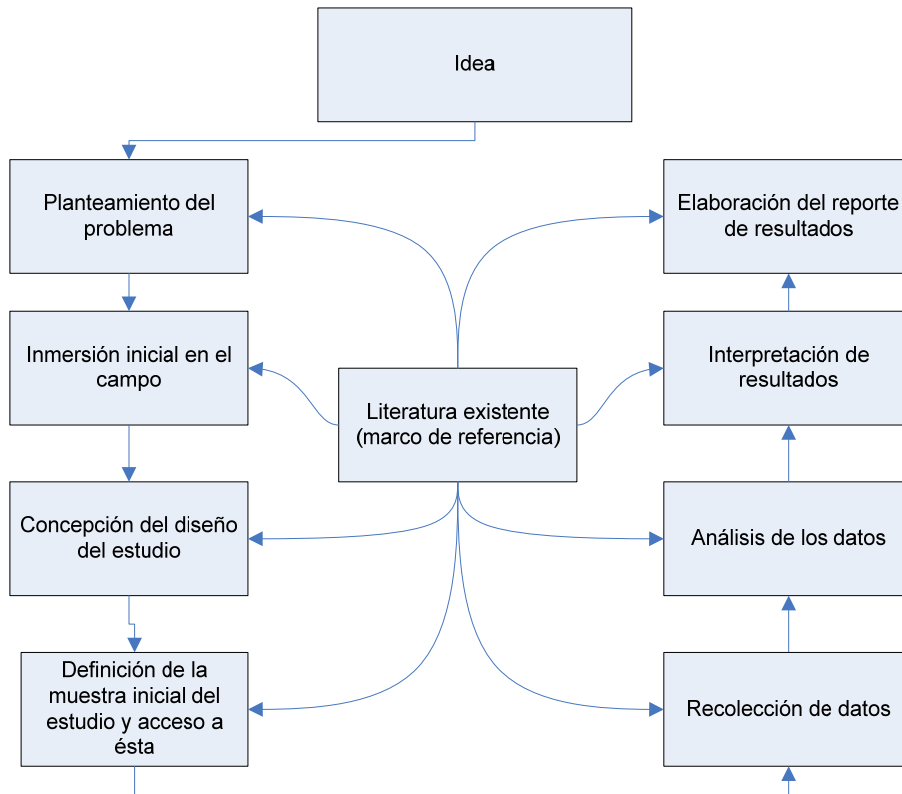 Idea
Planteamiento del
problema
Inmersión inicial en el
campo
Concepción del diseño
del estudio
Definición de la
muestra inicial del
estudio y acceso a
ésta
Literatura existente
(marco de referencia)
Elaboración del reporte
de resultados
Interpretación de
resultados
Análisis de los datos
Recolección de datos